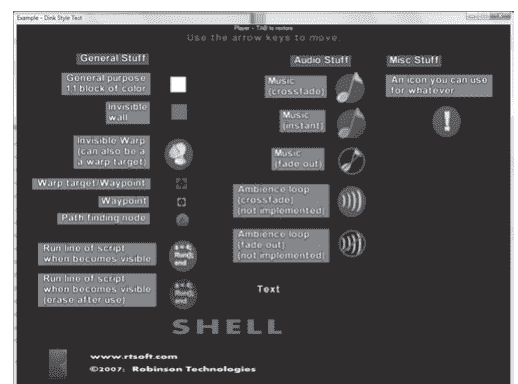 Example - Dink Style Test
Player - TAB to restore
Use the arrow keys to move.
General Stuff
General purpose
1:1 block of color
Invisible
wall
Invisible Warp
(can also be a
a warp target)
Warp target/Waypoint
Waypoint
Path finding node
Run line of script
when becomes visible
Run line of script
when becomes visible
(erase after use)
Audio Stuff
Music
(crossfade)
Music
(instant)
Music
(fade out)
Ambience loop
(crossfade)
(not implemented)
Ambience loop
(fade out)
(not implemented)
Text
Misc Stuff
An icon you can use
for whatever
SHELL
www.rtsoft.com
©2007; Robinson Technologies